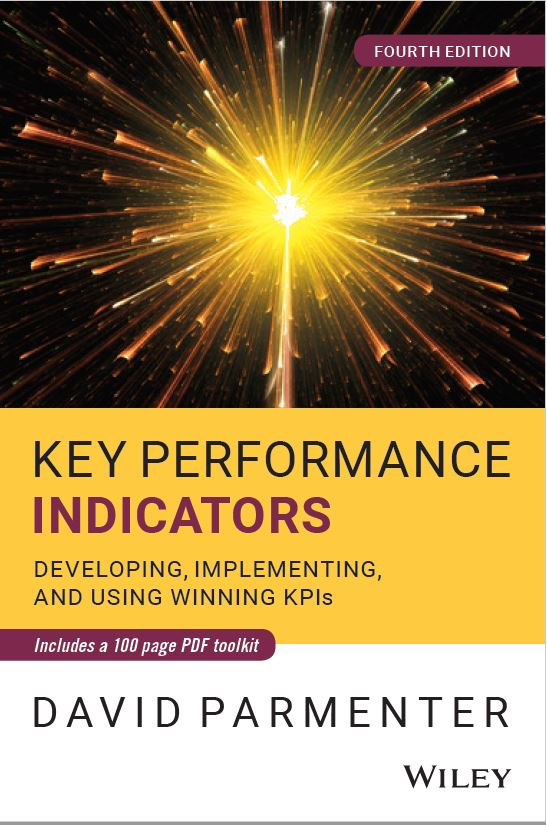 FOURTH EDITION
KEY PERFORMANCE
INDICATORS
DEVELOPING, IMPLEMENTING,
AND USING WINNING KPIs
Includes a 100 page PDF toolkit
DAVID PARMENTER
WILEY